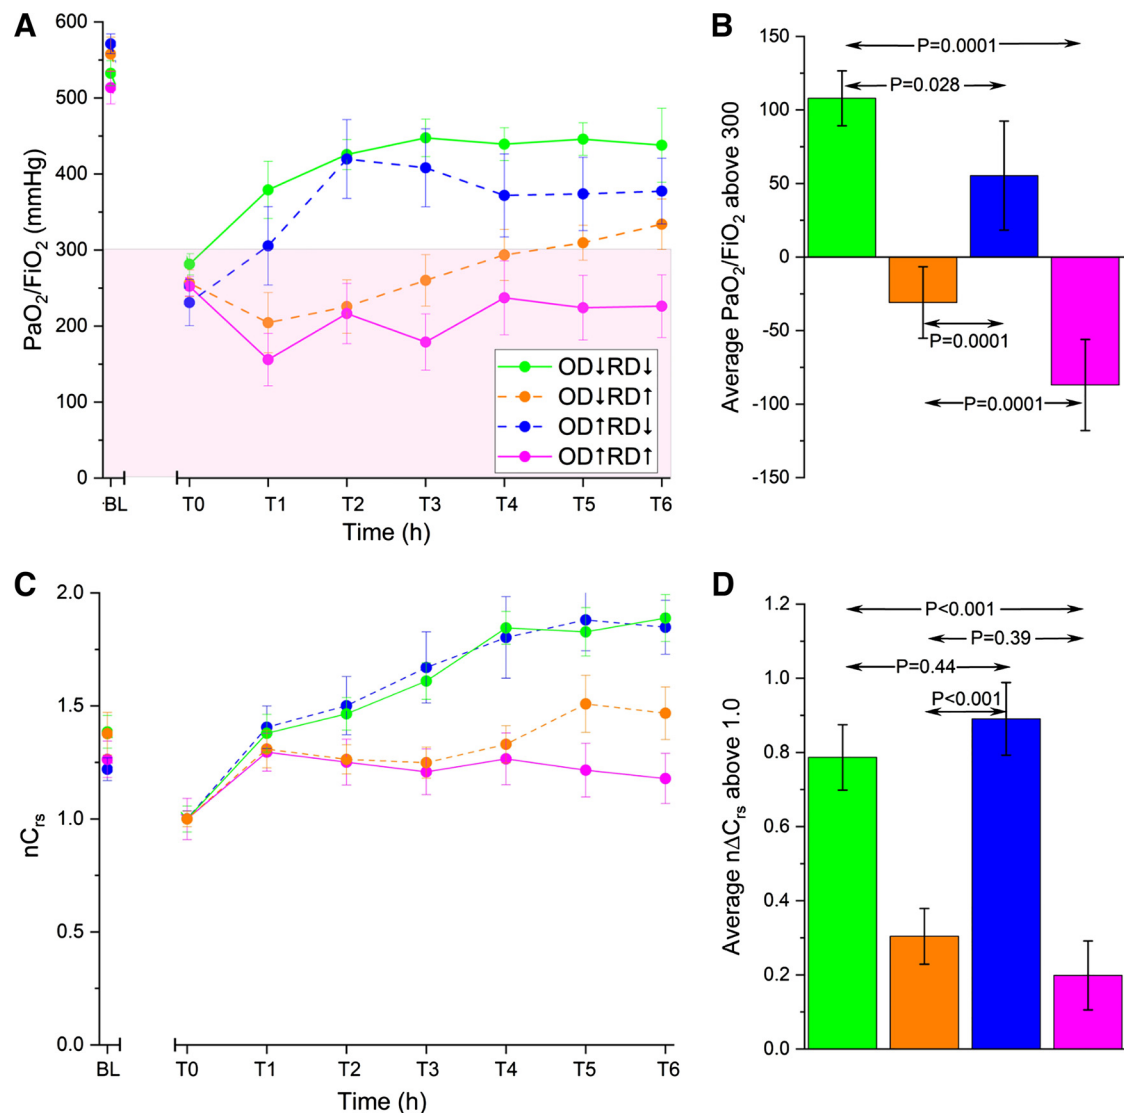 A
PaO2/FiO2 (mmHg)
600
500
400
300
200
100
0
OD↓RD↓
OD↓RD↑
OD↑RD↓
OD↑RD↑
BL T0 T1 T2 T3 T4 T5 T6
Time (h)
B
Average PaO2/FiO2 above 300
150
100
50
0
-50
-100
-150
P=0.0001
P=0.028
P=0.0001
P=0.0001
C
nCrs
2.0
1.5
1.0
0.5
0.0
BL T0 T1 T2 T3 T4 T5 T6
Time (h)
D
Average nΔCrs above 1.0
1.2
1.0
0.8
0.6
0.4
0.2
0.0
P<0.001
P=0.39
P=0.44
P<0.001